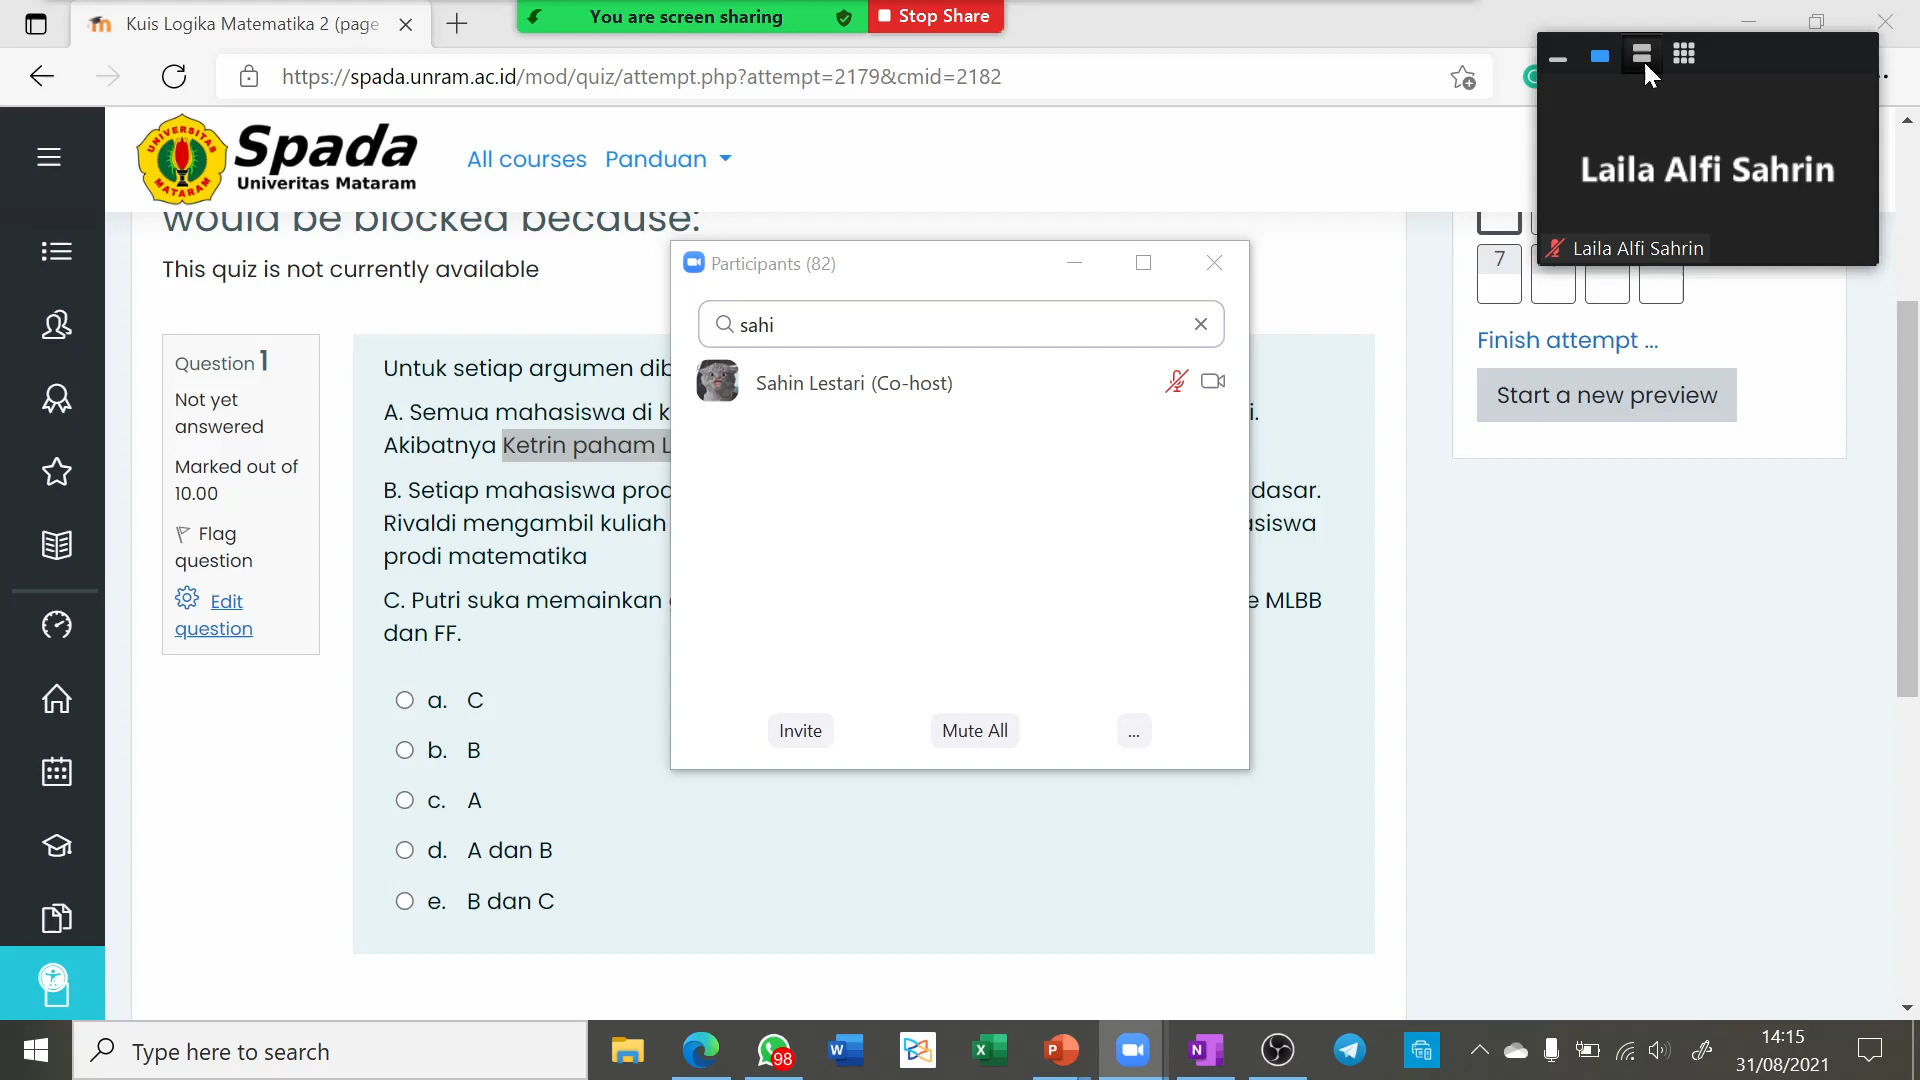 Kuis Logika Matematika 2 (page
You are screen sharing
Stop Share
https://spada.unram.ac.id/mod/quiz/attempt.php?attempt=2179&cmid=2182
UNIVERSITAS
MATARAM
Spada
Univeritas Mataram
All courses
Panduan
Laila Alfi Sahrin
Laila Alfi Sahrin
would be blocked because:
This quiz is not currently available
Participants (82)
sahi
Sahin Lestari (Co-host)
Invite
Mute All
...
7
Finish attempt ...
Start a new preview
Question 1
Not yet
answered
Marked out of
10.00
Flag
question
Edit
question
Untuk setiap argumen dib
A. Semua mahasiswa di k
i.
Akibatnya Ketrin paham L
B. Setiap mahasiswa prod
dasar.
Rivaldi mengambil kuliah
asiswa
prodi matematika
C. Putri suka memainkan
e MLBB
dan FF.
a. C
b. B
c. A
d. A dan B
e. B dan C
Type here to search
98
14:15
31/08/2021